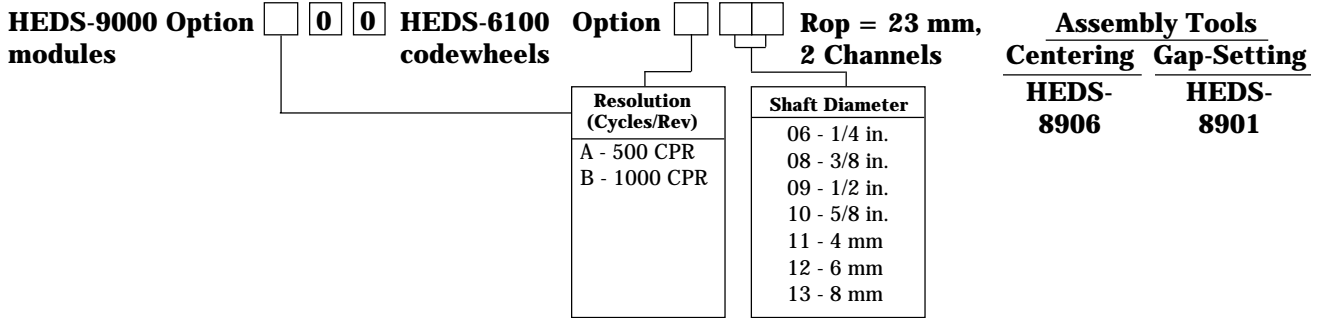 HEDS-9000 Option 0 0 HEDS-6100 Option Rop = 23 mm, Assembly Tools
modules codewheels 2 Channels Centering Gap-Setting
HEDS- HEDS-
8906 8901
Resolution
(Cycles/Rev)
A - 500 CPR
B - 1000 CPR
Shaft Diameter
06 - 1/4 in.
08 - 3/8 in.
09 - 1/2 in.
10 - 5/8 in.
11 - 4 mm
12 - 6 mm
13 - 8 mm